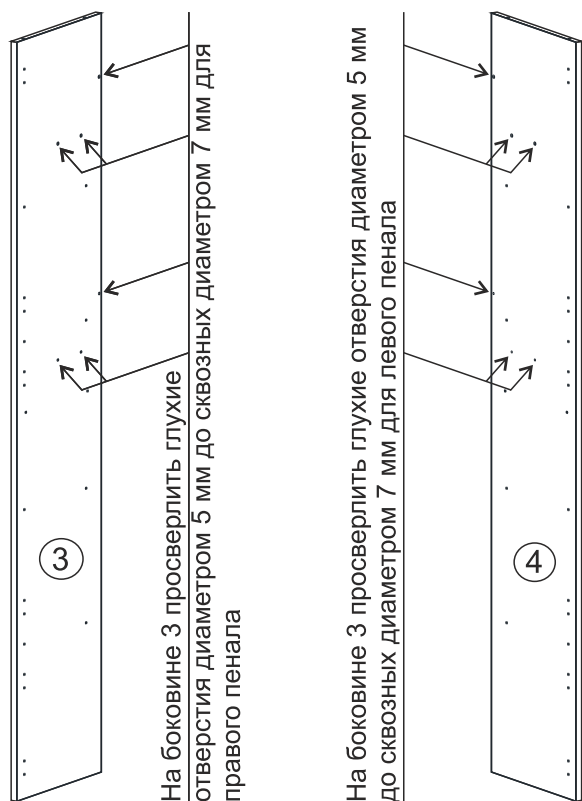 3
На боковине 3 просверлить глухие
отверстия диаметром 5 мм до сквозных диаметром 7 мм для
правого пенала
На боковине 3 просверлить глухие отверстия диаметром 5 мм
до сквозных диаметром 7 мм для левого пенала
4